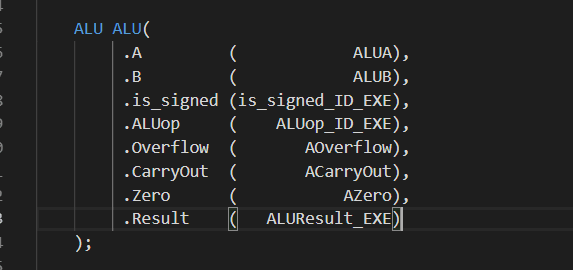 ALU ALU(
.A          (            ALUA),
.B          (            ALUB),
.is_signed (is_signed_ID_EXE),
.ALUop     (    ALUop_ID_EXE),
.Overflow  (       AOverflow),
.CarryOut  (       ACarryOut),
.Zero      (           AZero),
.Result    (   ALUResult_EXE)
);